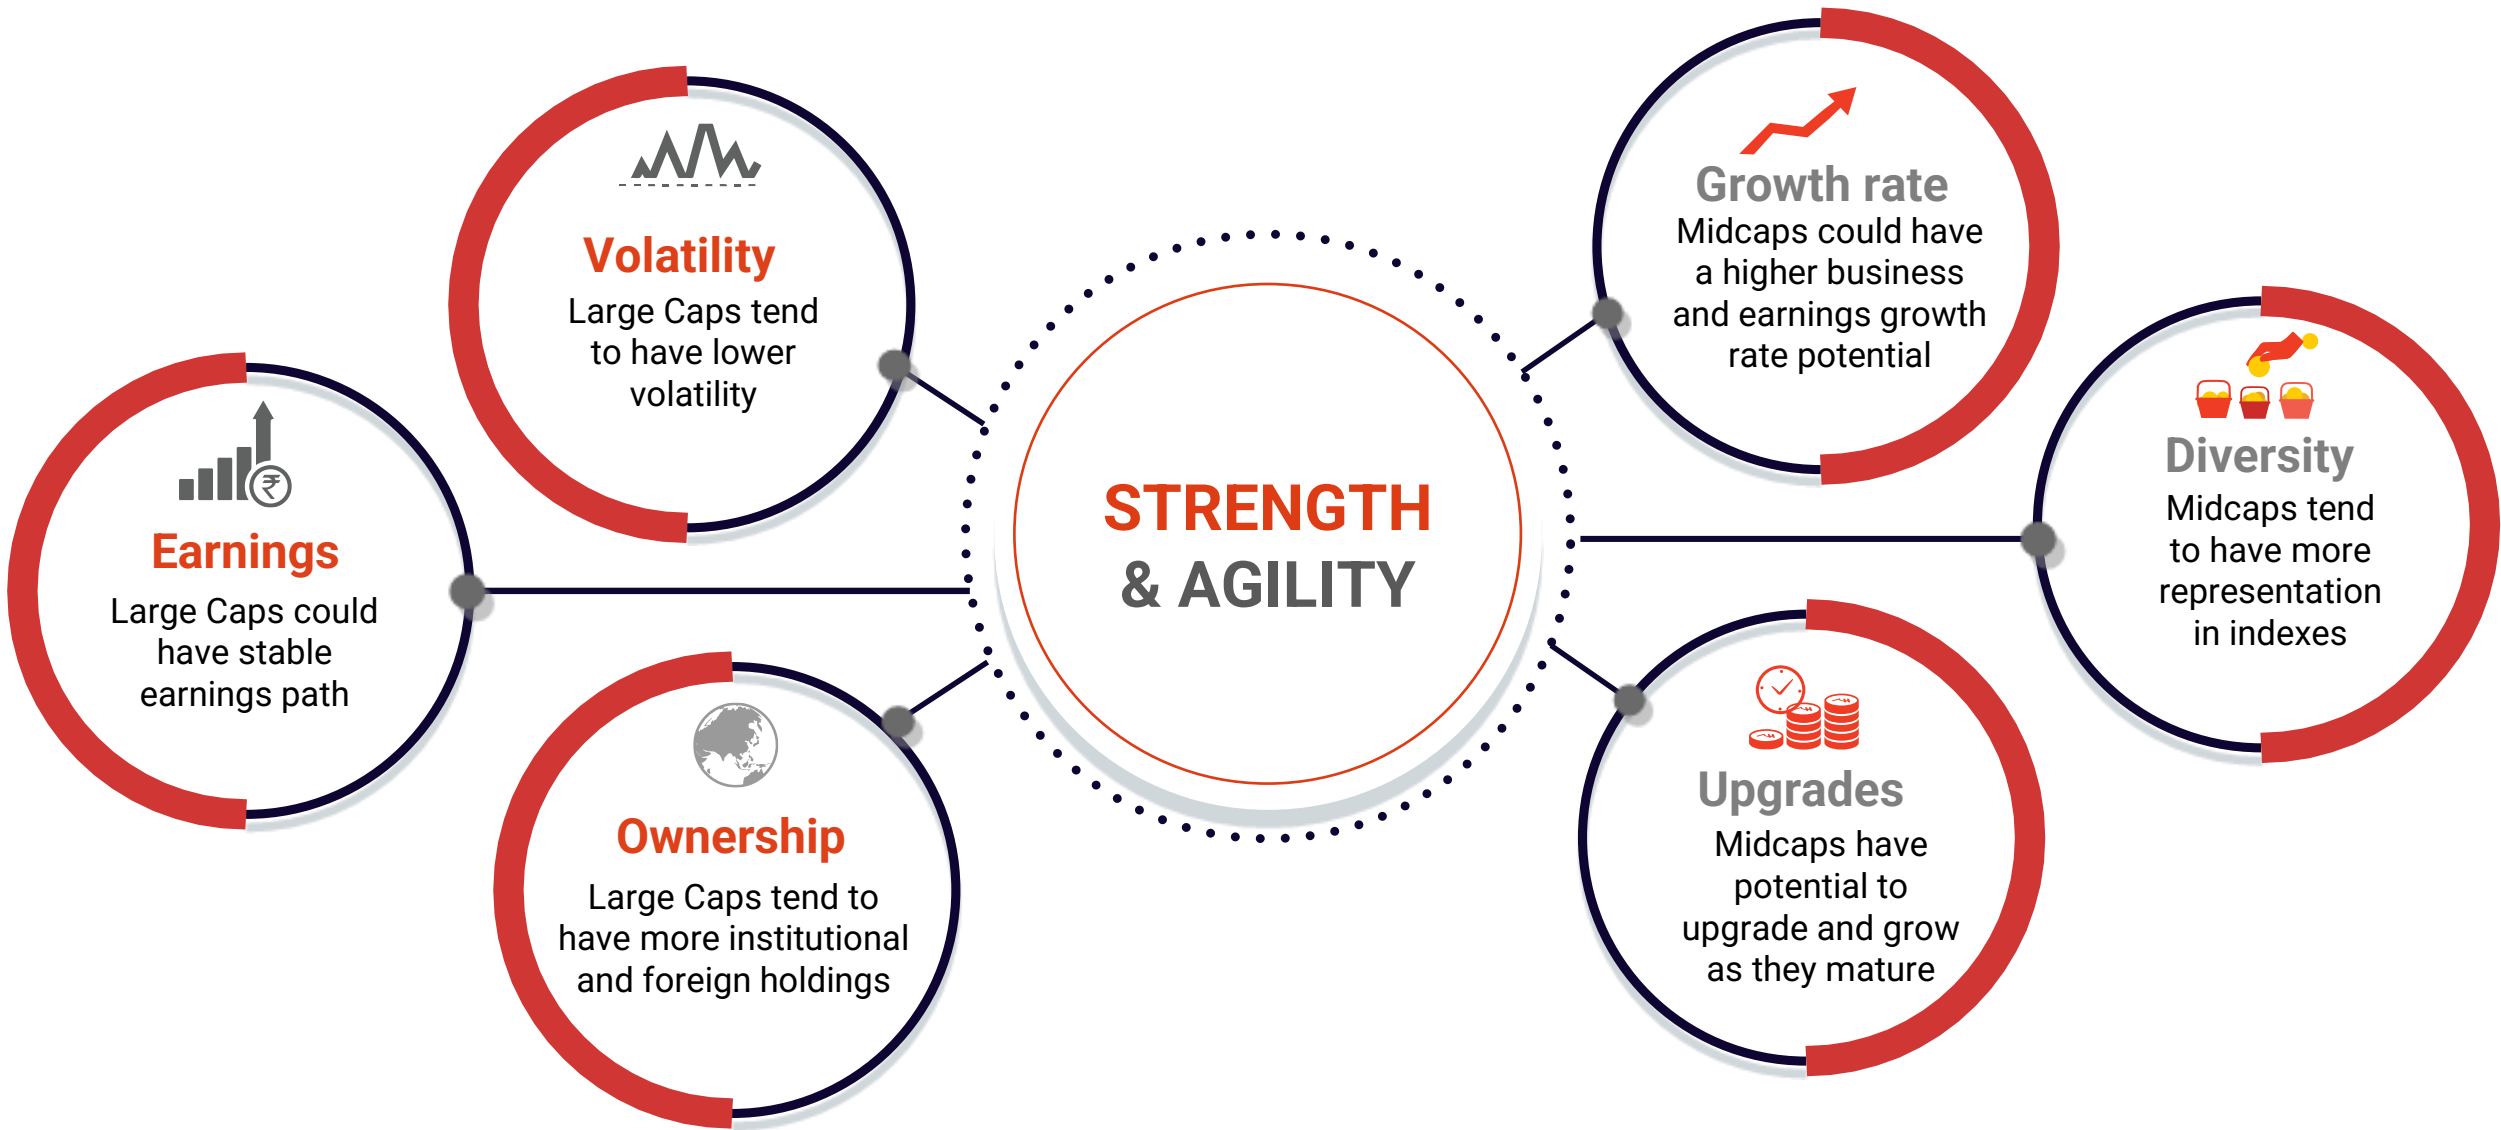 Volatility
Large Caps tend
to have lower
volatility
Earnings
Large Caps could
have stable
earnings path
Ownership
Large Caps tend to
have more institutional
and foreign holdings
STRENGTH
& AGILITY
Growth rate
Midcaps could have
a higher business
and earnings growth
rate potential
Diversity
Midcaps tend
to have more
representation
in indexes
Upgrades
Midcaps have
potential to
upgrade and grow
as they mature